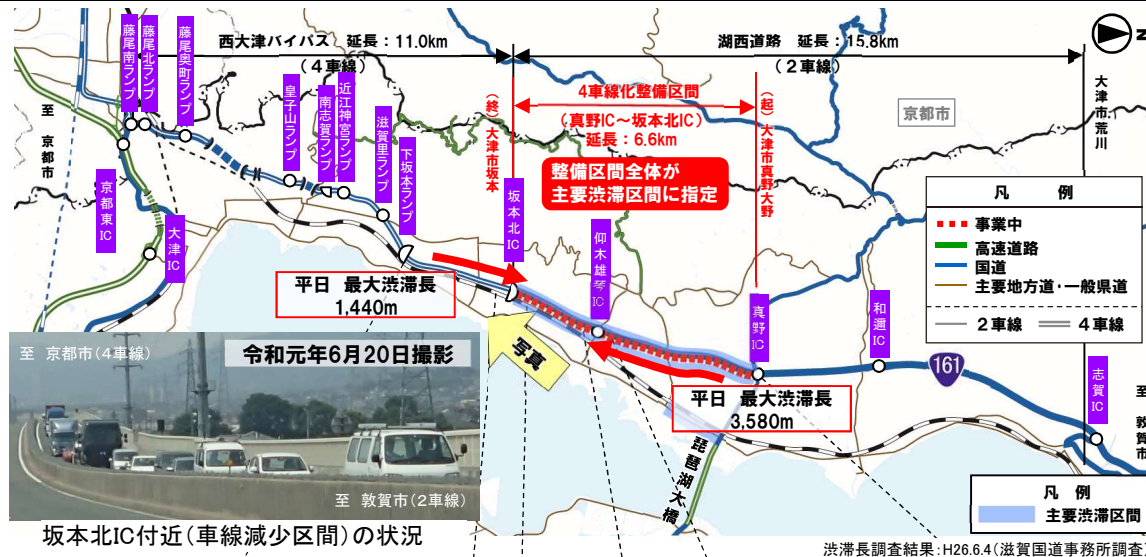 西大津バイパス 延長:11.0km
(4車線)
湖西道路 延長:15.8km
(2車線)
N
藤尾南ランプ
藤尾北ランプ
藤尾奥町ランプ
皇子山ランプ
南志賀ランプ
近江神宮ランプ
滋賀里ランプ
下坂本ランプ
至 京都市
京都東IC
大津IC
(終)大津市坂本
4車線化整備区間
(真野IC~坂本北IC)
延長:6.6km
整備区間全体が
主要渋滞区間に指定
(起)大津市真野大野
京都市
大津市荒川
坂本北IC
仰木雄琴IC
真野IC
和邇IC
志賀IC
161
至 敦賀市
凡 例
事業中
高速道路
国道
主要地方道・一般県道
2車線
4車線
平日 最大渋滞長
1,440m
写真
平日 最大渋滞長
3,580m
琵琶湖大橋
至 京都市(4車線)
令和元年6月20日撮影
至 敦賀市(2車線)
坂本北IC付近(車線減少区間)の状況
凡 例
主要渋滞区間
渋滞長調査結果:H26.6.4(滋賀国道事務所調査)